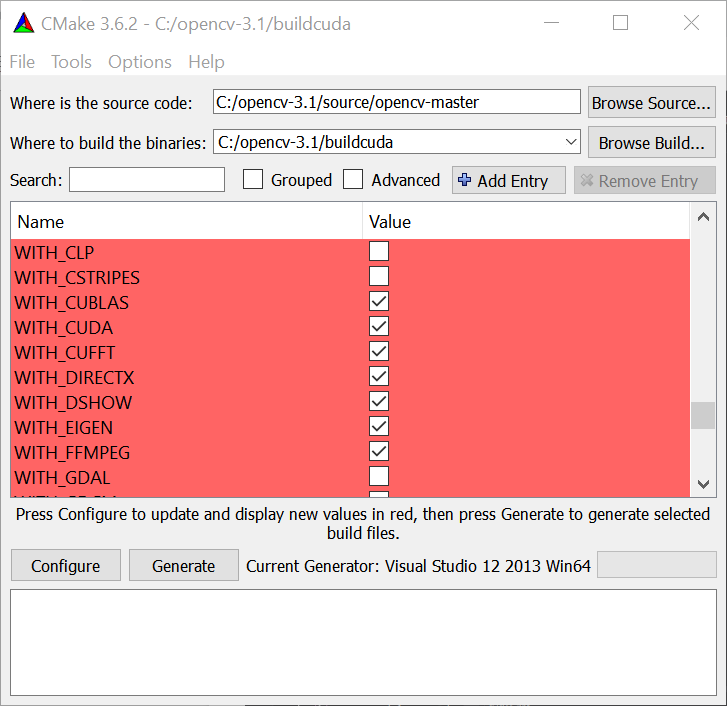 CMake 3.6.2 - C:/opencv-3.1/buildcuda
File Tools Options Help
Where is the source code: C:/opencv-3.1/source/opencv-master Browse Source...
Where to build the binaries: C:/opencv-3.1/buildcuda Browse Build...
Search: Grouped Advanced Add Entry Remove Entry
Name Value
WITH_CLP
WITH_CSTRIPES
WITH_CUBLAS
WITH_CUDA
WITH_CUFFT
WITH_DIRECTX
WITH_DSHOW
WITH_EIGEN
WITH_FFMPEG
WITH_GDAL
Press Configure to update and display new values in red, then press Generate to generate selected
build files.
Configure Generate Current Generator: Visual Studio 12 2013 Win64